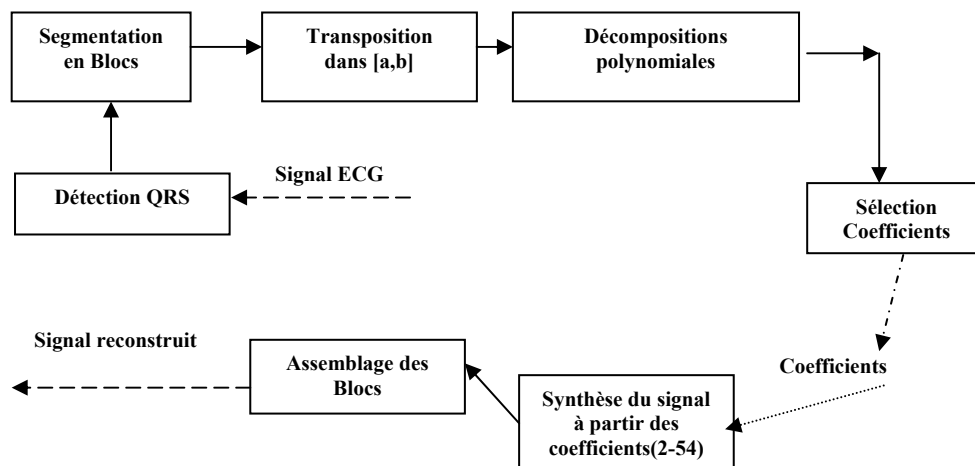 Segmentation
en Blocs
Transposition
dans [a,b]
Décompositions
polynomiales
Signal ECG
Détection QRS
Sélection
Coefficients
Signal reconstruit
Assemblage des
Blocs
Coefficients
Synthèse du signal
à partir des
coefficients(2-54)